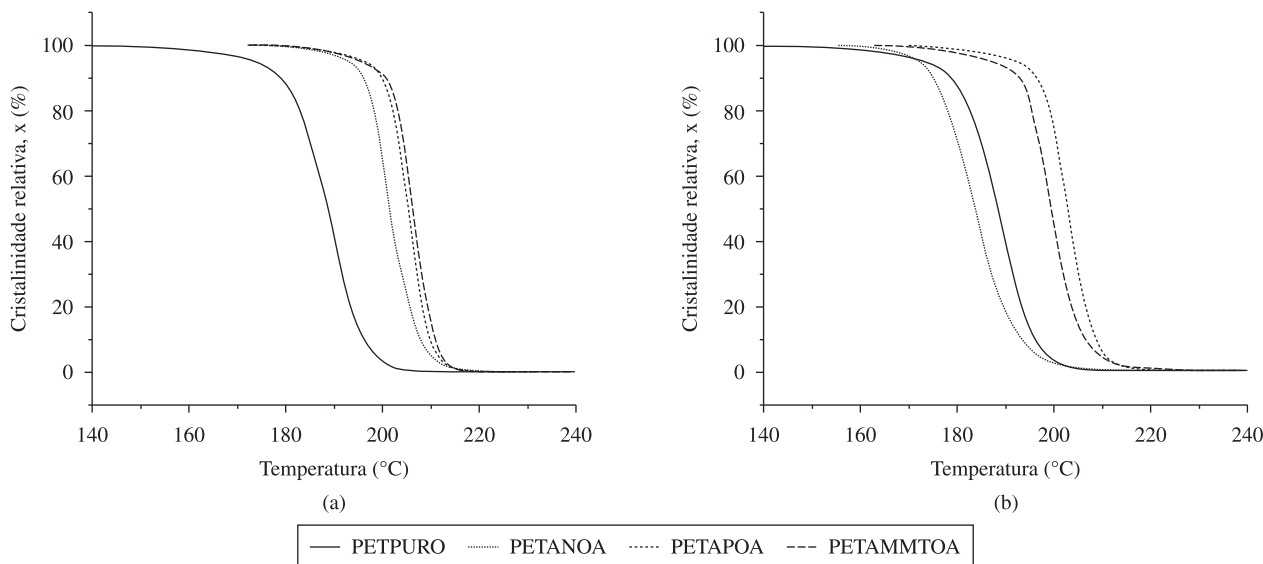 Cristalinidade relativa, x (%)
100
80
60
40
20
0
140 160 180 200 220 240
Temperatura (°C)
(a)
Cristalinidade relativa, x (%)
100
80
60
40
20
0
140 160 180 200 220 240
Temperatura (°C)
(b)
PETPURO PETANOA PETAPOA PETAMMTOA